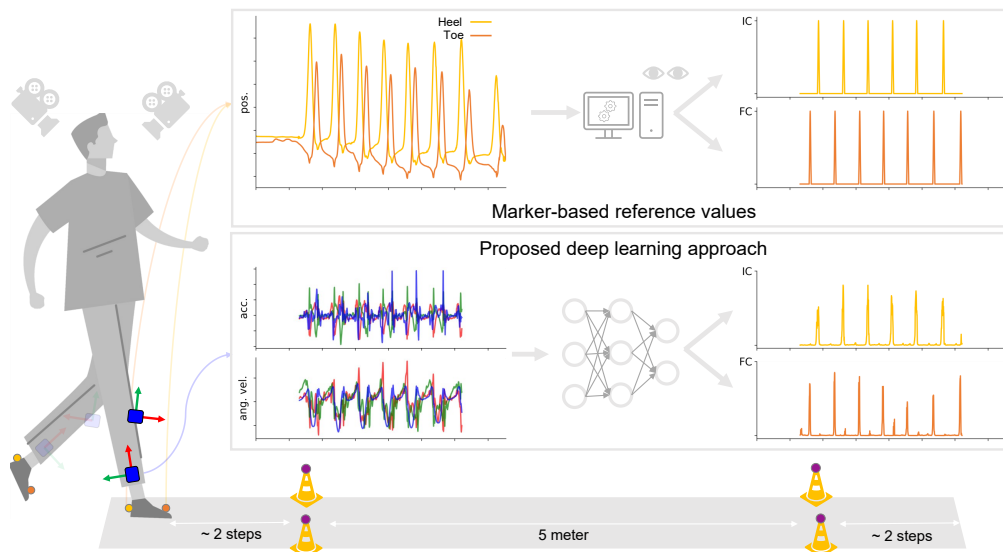 Heel
Toe
pos.
IC
FC
Marker-based reference values
Proposed deep learning approach
acc.
ang. vel.
IC
FC
~ 2 steps
5 meter
~ 2 steps